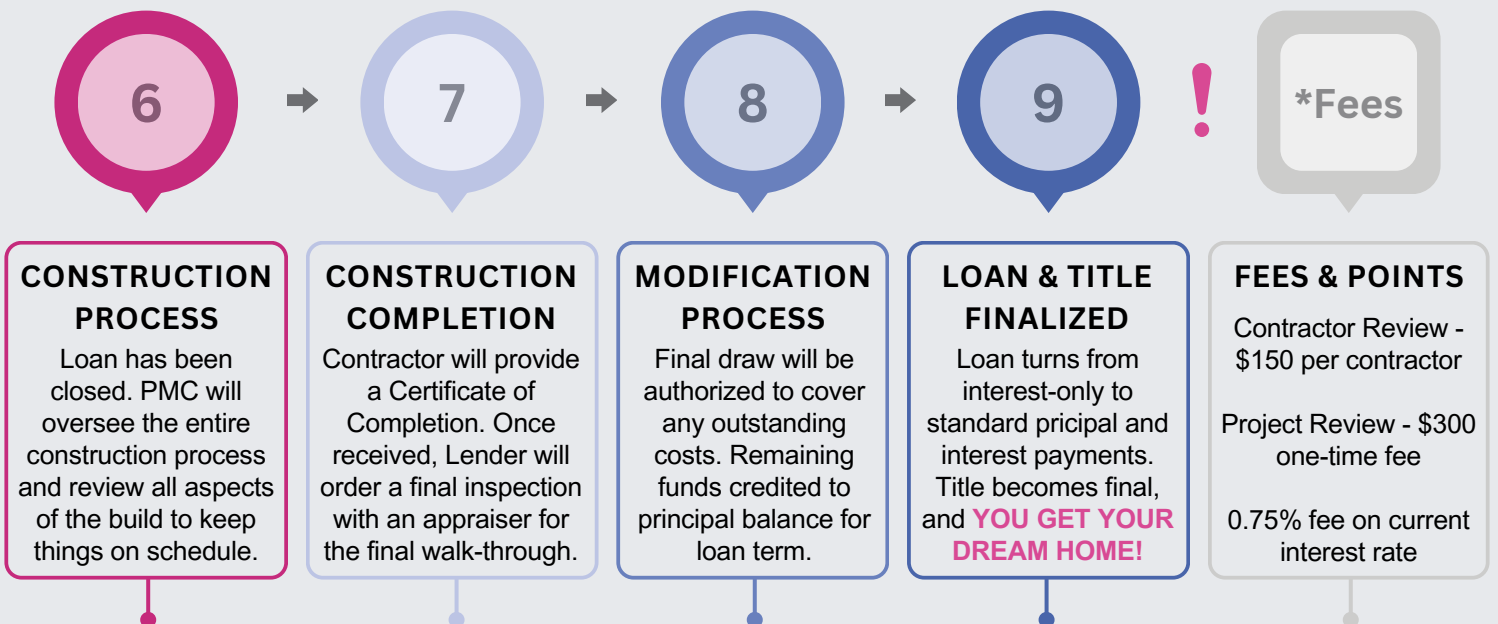 6
7
8
9
!
*Fees
CONSTRUCTION
PROCESS
Loan has been
closed. PMC will
oversee the entire
construction process
and review all aspects
of the build to keep
things on schedule.
CONSTRUCTION
COMPLETION
Contractor will provide
a Certificate of
Completion. Once
received, Lender will
order a final inspection
with an appraiser for
the final walk-through.
MODIFICATION
PROCESS
Final draw will be
authorized to cover
any outstanding
costs. Remaining
funds credited to
principal balance for
loan term.
LOAN & TITLE
FINALIZED
Loan turns from
interest-only to
standard pricipal and
interest payments.
Title becomes final,
and YOU GET YOUR
DREAM HOME!
FEES & POINTS
Contractor Review -
$150 per contractor
Project Review - $300
one-time fee
0.75% fee on current
interest rate